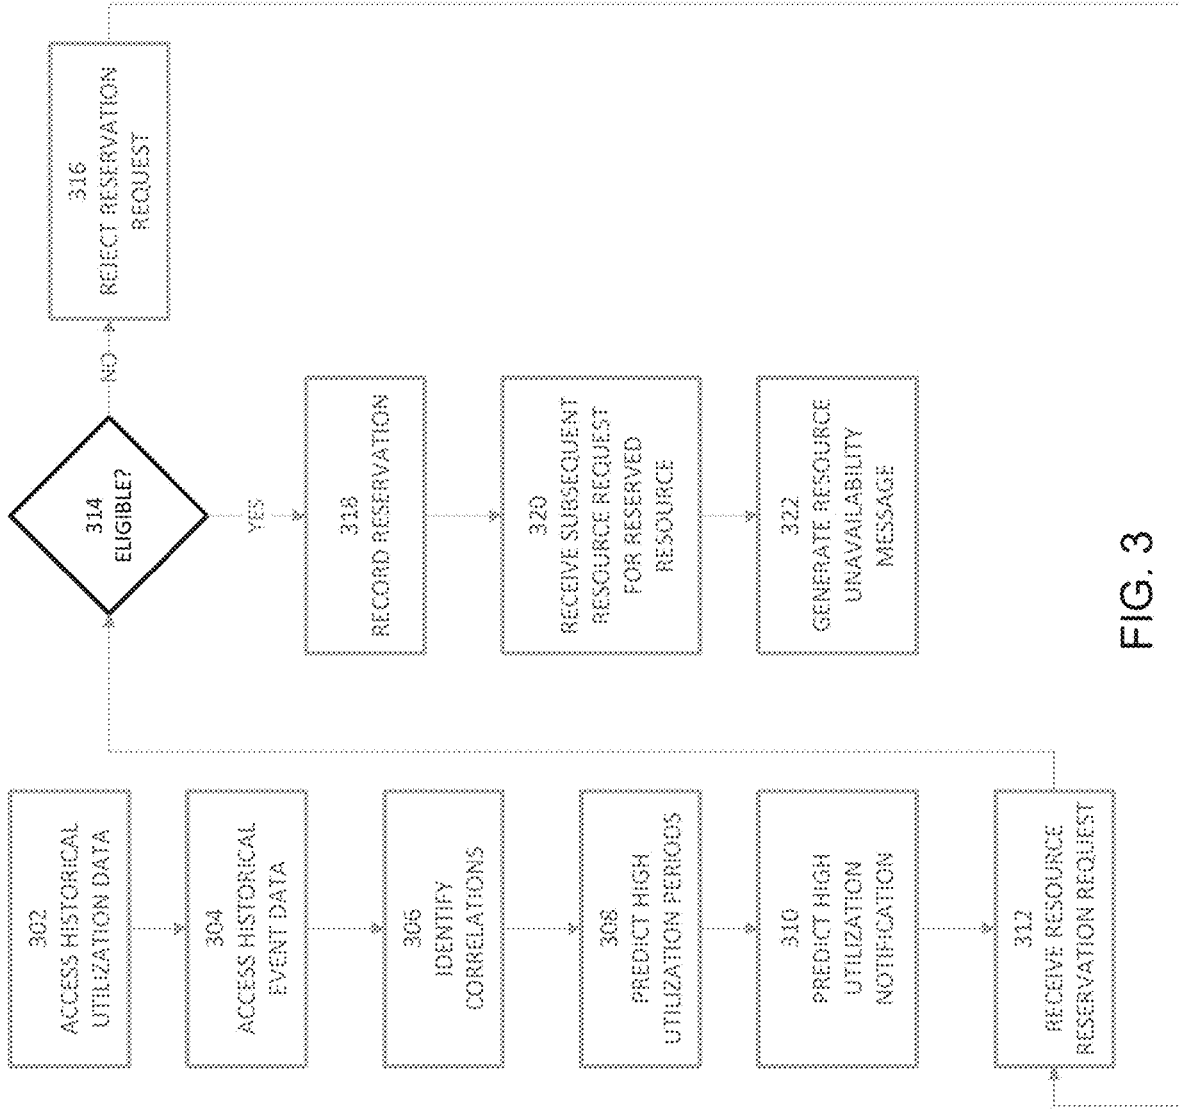 302
ACCESS HISTORICAL
UTILIZATION DATA
304
ACCESS HISTORICAL
EVENT DATA
306
IDENTIFY
CORRELATIONS
308
PREDICT HIGH
UTILIZATION PERIODS
310
PREDICT HIGH
UTILIZATION
NOTIFICATION
312
RECEIVE RESOURCE
RESERVATION REQUEST
314
ELIGIBLE?
NO
316
REJECT RESERVATION
REQUEST
YES
318
RECORD RESERVATION
320
RECEIVE SUBSEQUENT
RESOURCE REQUEST
FOR RESERVED
RESOURCE
322
GENERATE RESOURCE
UNAVAILABILITY
MESSAGE
FIG. 3